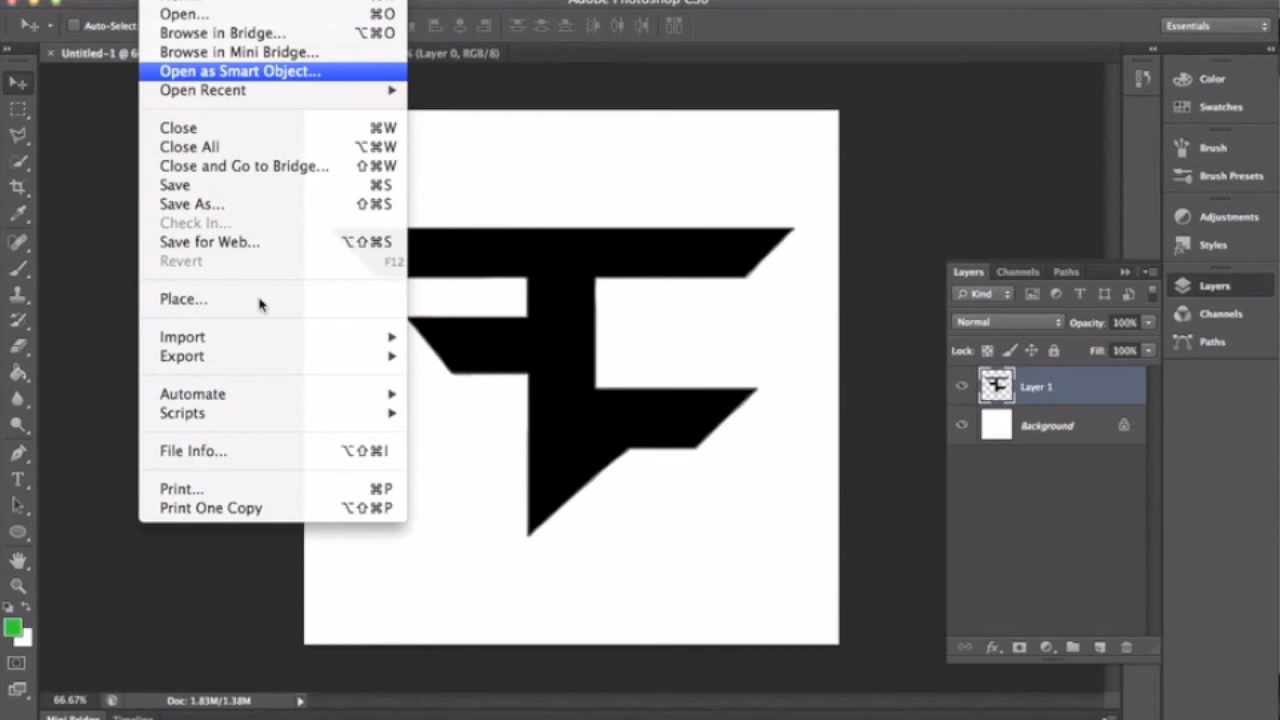 Adobe Photoshop CS6
Auto-Select:
Essentials
Untitled-1 @ 6
% (Layer 0, RGB/8)
Open... ⌘O
Browse in Bridge... ⌥⌘O
Browse in Mini Bridge...
Open as Smart Object...
Open Recent
Close ⌘W
Close All ⌥⌘W
Close and Go to Bridge... ⇧⌘W
Save ⌘S
Save As... ⇧⌘S
Check In...
Save for Web... ⌥⇧⌘S
Revert F12
Place...
Import
Export
Automate
Scripts
File Info... ⌥⇧⌘I
Print... ⌘P
Print One Copy ⌥⇧⌘P
Color
Swatches
Brush
Brush Presets
Adjustments
Styles
Layers
Channels
Paths
Layers Channels Paths
Kind
Normal Opacity: 100%
Lock: Fill: 100%
Layer 1
Background
66.67% Doc: 1.83M/1.38M
Mini Bridge Timeline